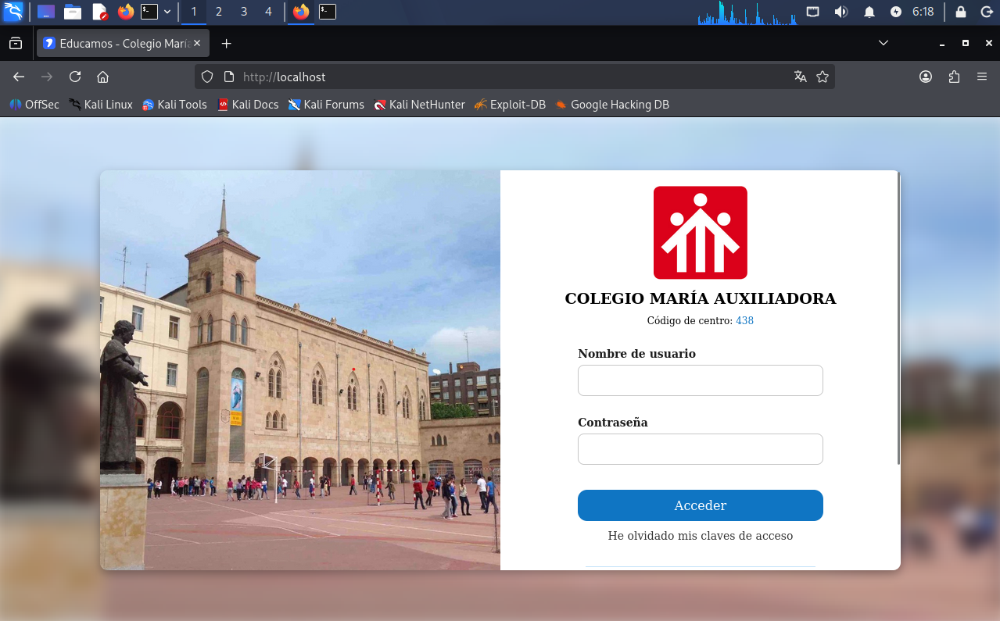 1
2
3
4
6:18
Educamos - Colegio María
http://localhost
OffSec
Kali Linux
Kali Tools
Kali Docs
Kali Forums
Kali NetHunter
Exploit-DB
Google Hacking DB
COLEGIO MARÍA AUXILIADORA
Código de centro: 438
Nombre de usuario
Contraseña
Acceder
He olvidado mis claves de acceso